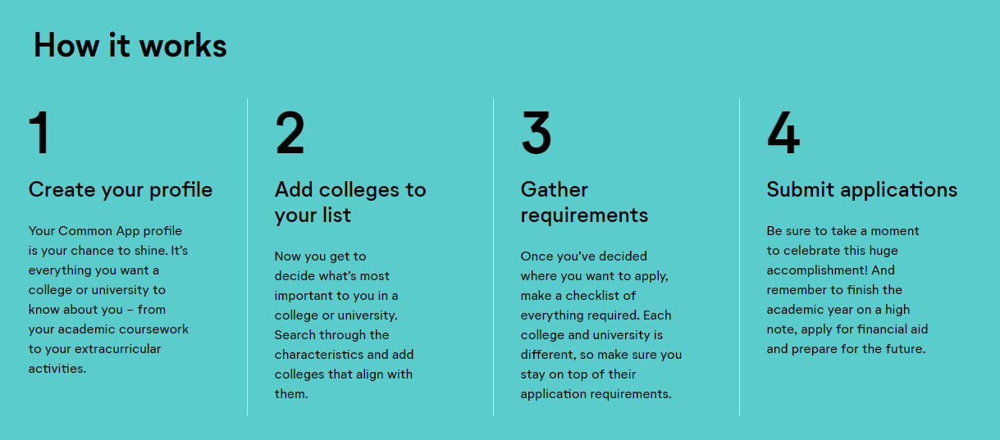 How it works
1
Create your profile
Your Common App profile
is your chance to shine. It’s
everything you want a
college or university to
know about you – from
your academic coursework
to your extracurricular
activities.
2
Add colleges to
your list
Now you get to
decide what’s most
important to you in a
college or university.
Search through the
characteristics and add
colleges that align with
them.
3
Gather
requirements
Once you’ve decided
where you want to apply,
make a checklist of
everything required. Each
college and university is
different, so make sure you
stay on top of their
application requirements.
4
Submit applications
Be sure to take a moment
to celebrate this huge
accomplishment! And
remember to finish the
academic year on a high
note, apply for financial aid
and prepare for the future.